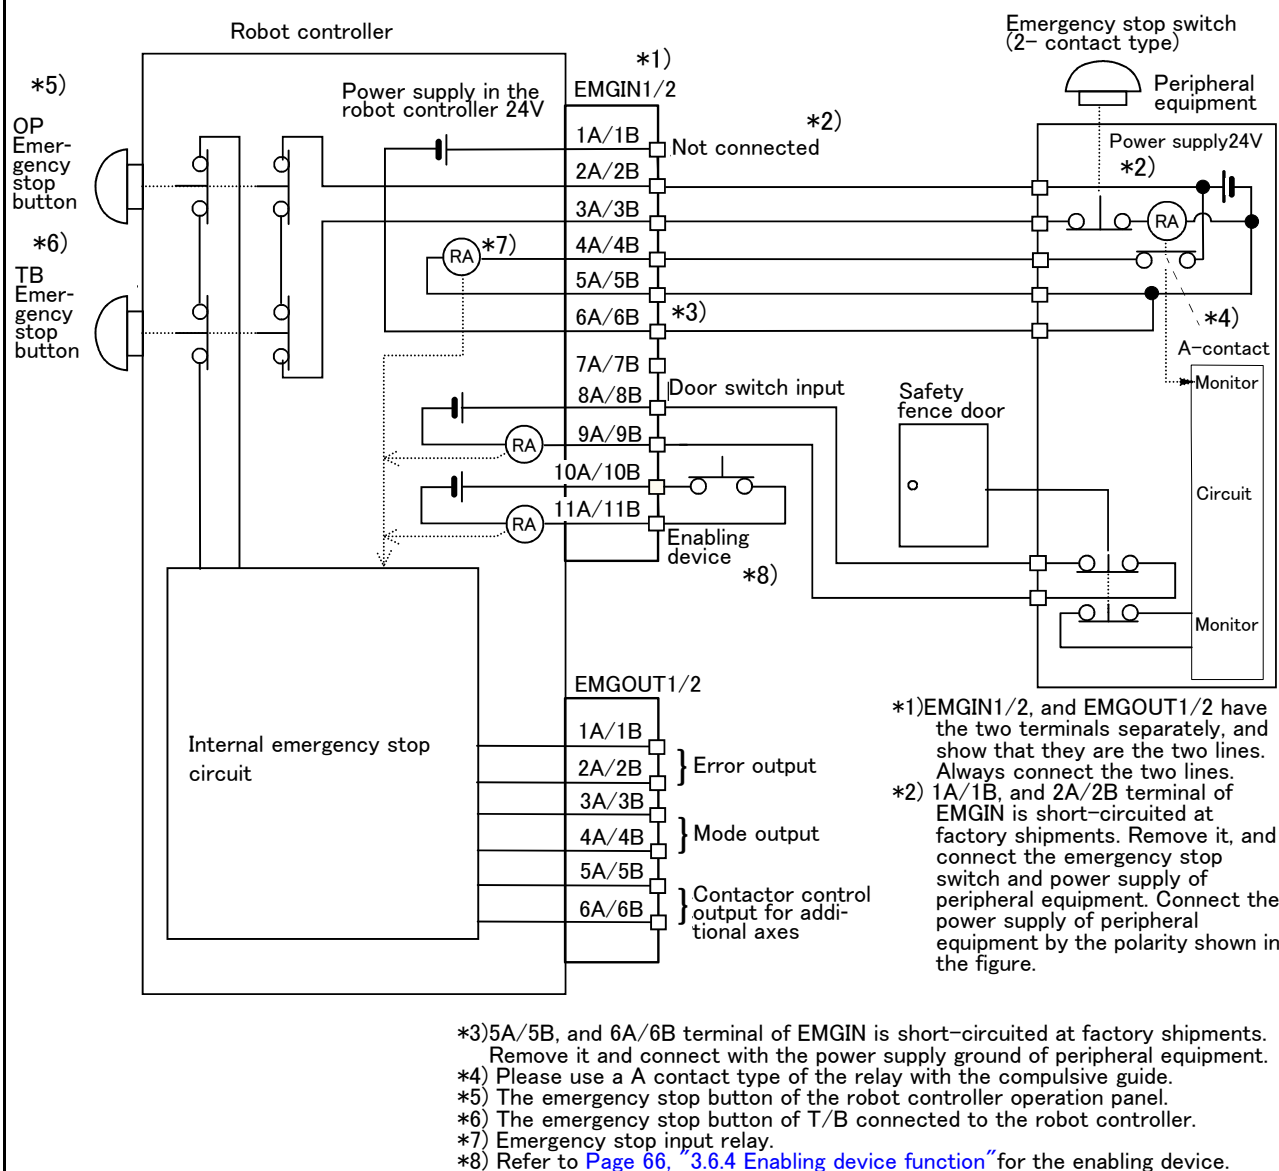 Robot controller
Emergency stop switch
(2- contact type)
*5)
*1)
Power supply in the
robot controller 24V
EMGIN1/2
Peripheral
equipment
OP
Emer-
gency
stop
button
1A/1B
*2)
Not connected
Power supply24V
*2)
2A/2B
3A/3B
RA
*6)
RA
*7)
4A/4B
TB
Emer-
gency
stop
button
5A/5B
6A/6B
*3)
*4)
A-contact
7A/7B
Monitor
8A/8B
Door switch input
Safety
fence door
9A/9B
RA
10A/10B
Circuit
11A/11B
RA
Enabling
device
*8)
Monitor
EMGOUT1/2
1A/1B
Internal emergency stop
circuit
2A/2B
Error output
3A/3B
4A/4B
Mode output
5A/5B
6A/6B
Contactor control
output for addi-
tional axes
*1)EMGIN1/2, and EMGOUT1/2 have
the two terminals separately, and
show that they are the two lines.
Always connect the two lines.
*2) 1A/1B, and 2A/2B terminal of
EMGIN is short-circuited at
factory shipments. Remove it, and
connect the emergency stop
switch and power supply of
peripheral equipment. Connect the
power supply of peripheral
equipment by the polarity shown in
the figure.
*3)5A/5B, and 6A/6B terminal of EMGIN is short-circuited at factory shipments.
Remove it and connect with the power supply ground of peripheral equipment.
*4) Please use a A contact type of the relay with the compulsive guide.
*5) The emergency stop button of the robot controller operation panel.
*6) The emergency stop button of T/B connected to the robot controller.
*7) Emergency stop input relay.
*8) Refer to Page 66, "3.6.4 Enabling device function"for the enabling device.